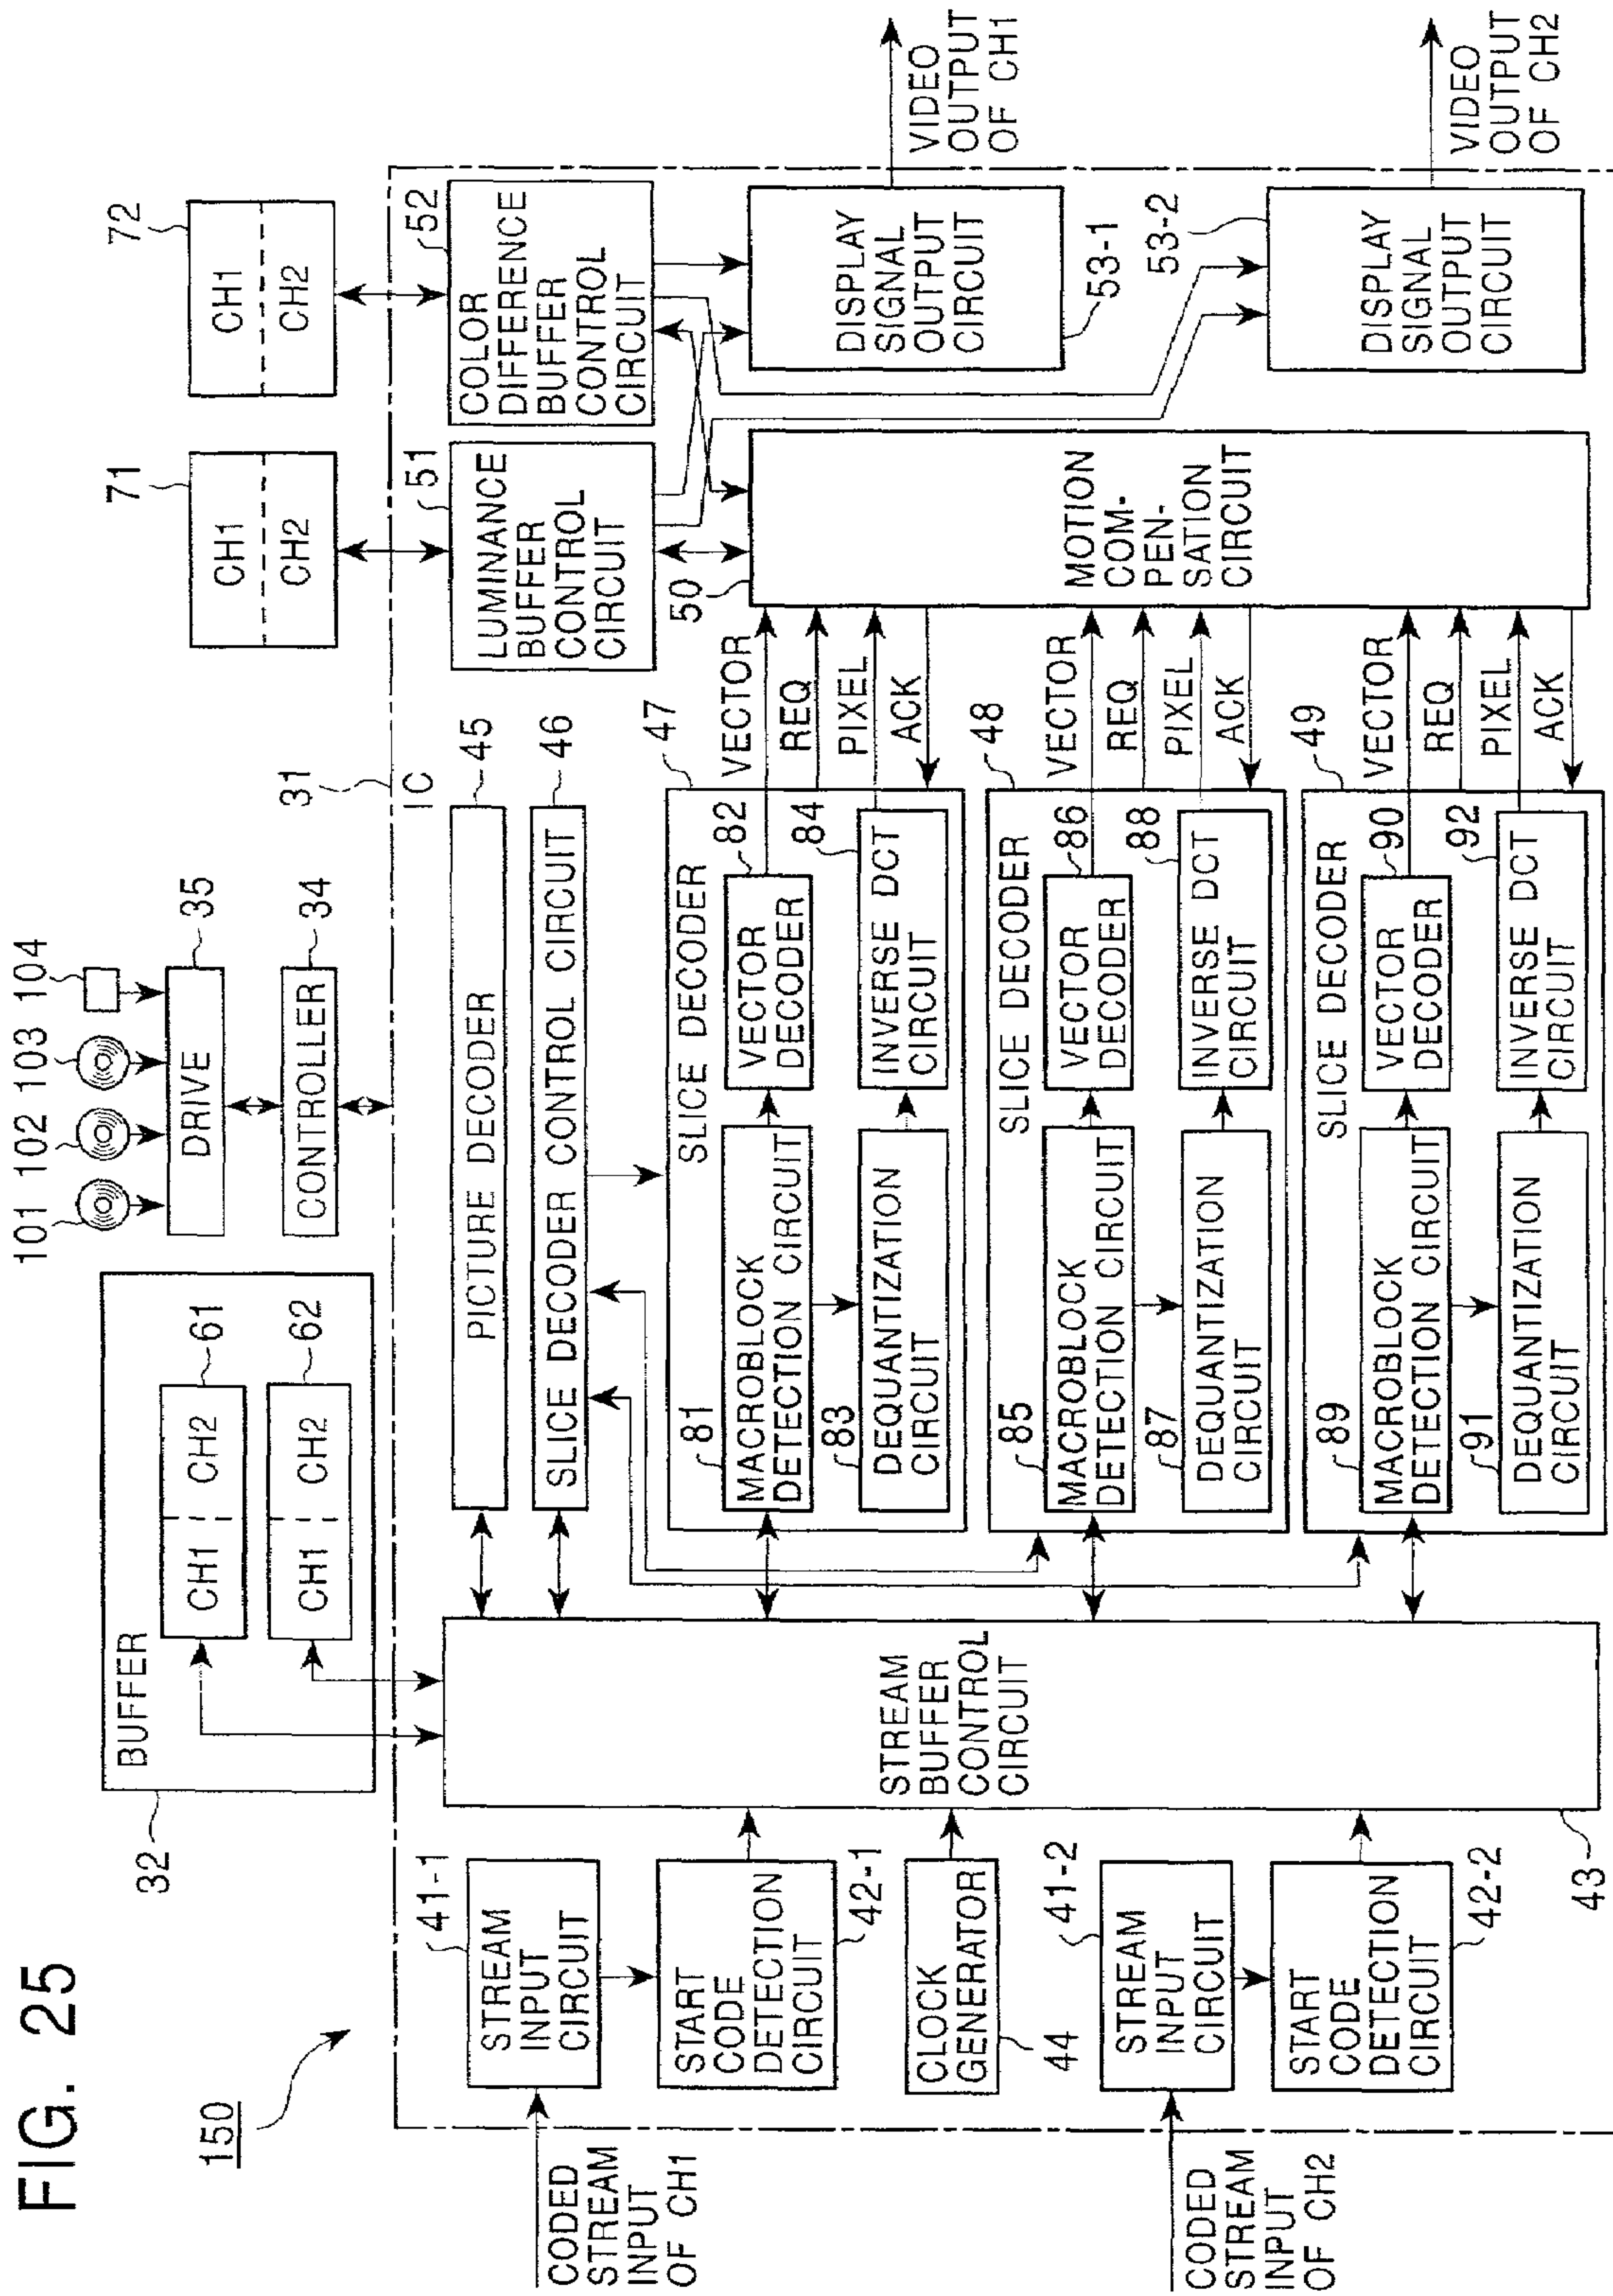 FIG. 25
150
CODED
STREAM
INPUT
OF CH1
CODED
STREAM
INPUT
OF CH2
41-1
STREAM
INPUT
CIRCUIT
START
CODE
DETECTION
CIRCUIT
42-1
CLOCK
GENERATOR
44
41-2
STREAM
INPUT
CIRCUIT
START
CODE
DETECTION
CIRCUIT
42-2
32
BUFFER
CH1
CH2
61
CH1
CH2
62
STREAM
BUFFER
CONTROL
CIRCUIT
43
101
102
103
104
DRIVE
35
CONTROLLER
34
31
IC
PICTURE DECODER
45
SLICE DECODER CONTROL CIRCUIT
46
SLICE DECODER
47
81
MACROBLOCK
DETECTION CIRCUIT
VECTOR
DECODER
82
83
DEQUANTIZATION
CIRCUIT
INVERSE DCT
CIRCUIT
84
VECTOR
REQ
PIXEL
ACK
SLICE DECODER
48
85
MACROBLOCK
DETECTION CIRCUIT
VECTOR
DECODER
86
87
DEQUANTIZATION
CIRCUIT
INVERSE DCT
CIRCUIT
88
VECTOR
REQ
PIXEL
ACK
SLICE DECODER
49
89
MACROBLOCK
DETECTION CIRCUIT
VECTOR
DECODER
90
91
DEQUANTIZATION
CIRCUIT
INVERSE DCT
CIRCUIT
92
VECTOR
REQ
PIXEL
ACK
71
CH1
CH2
LUMINANCE
BUFFER
CONTROL
CIRCUIT
51
50
MOTION
COM-
PEN-
SATION
CIRCUIT
72
CH1
CH2
COLOR
DIFFERENCE
BUFFER
CONTROL
CIRCUIT
52
DISPLAY
SIGNAL
OUTPUT
CIRCUIT
53-1
DISPLAY
SIGNAL
OUTPUT
CIRCUIT
53-2
VIDEO
OUTPUT
OF CH1
VIDEO
OUTPUT
OF CH2